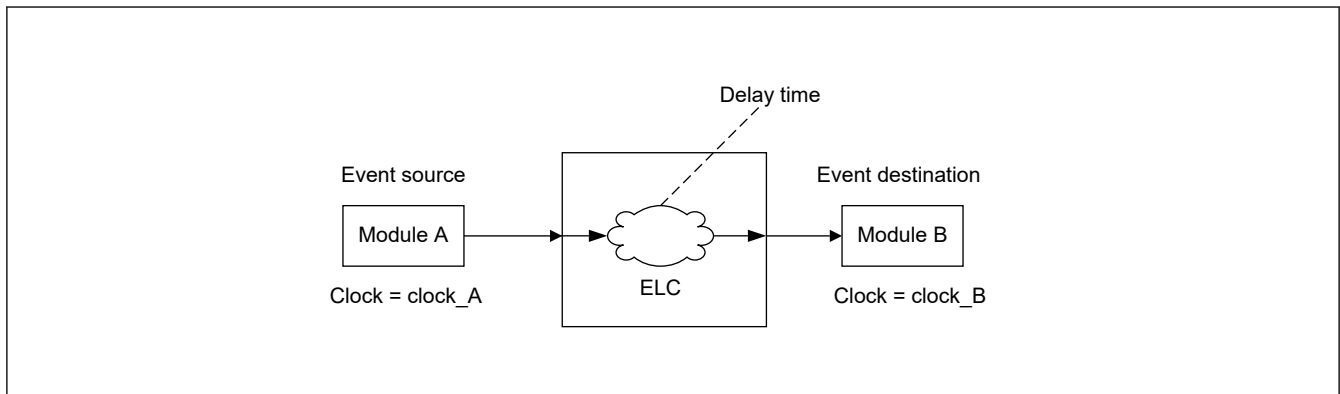 Delay time
Event source
Event destination
Module A
Module B
ELC
Clock = clock_A
Clock = clock_B